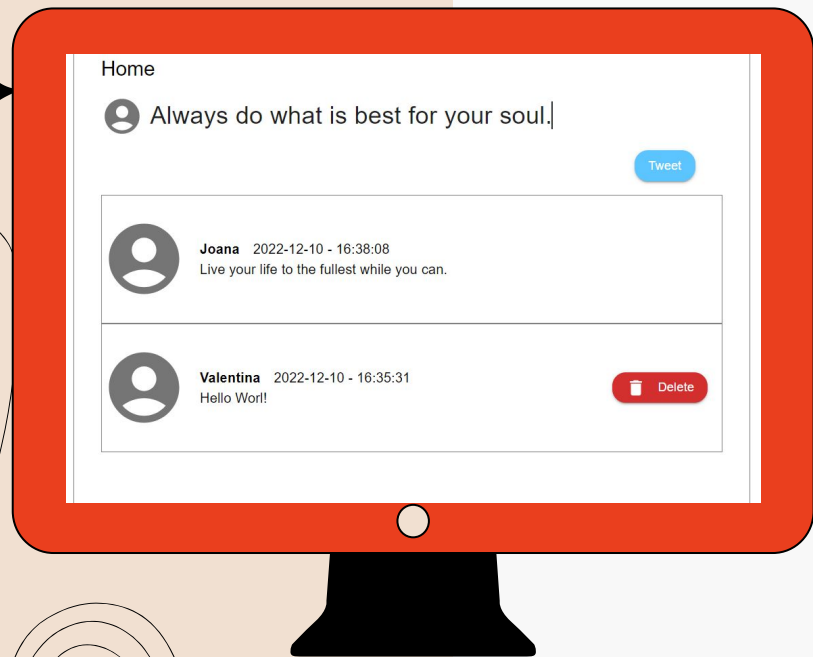 Home
Always do what is best for your soul.
Tweet
Joana 2022-12-10 - 16:38:08
Live your life to the fullest while you can.
Valentina 2022-12-10 - 16:35:31
Hello Worl!
Delete